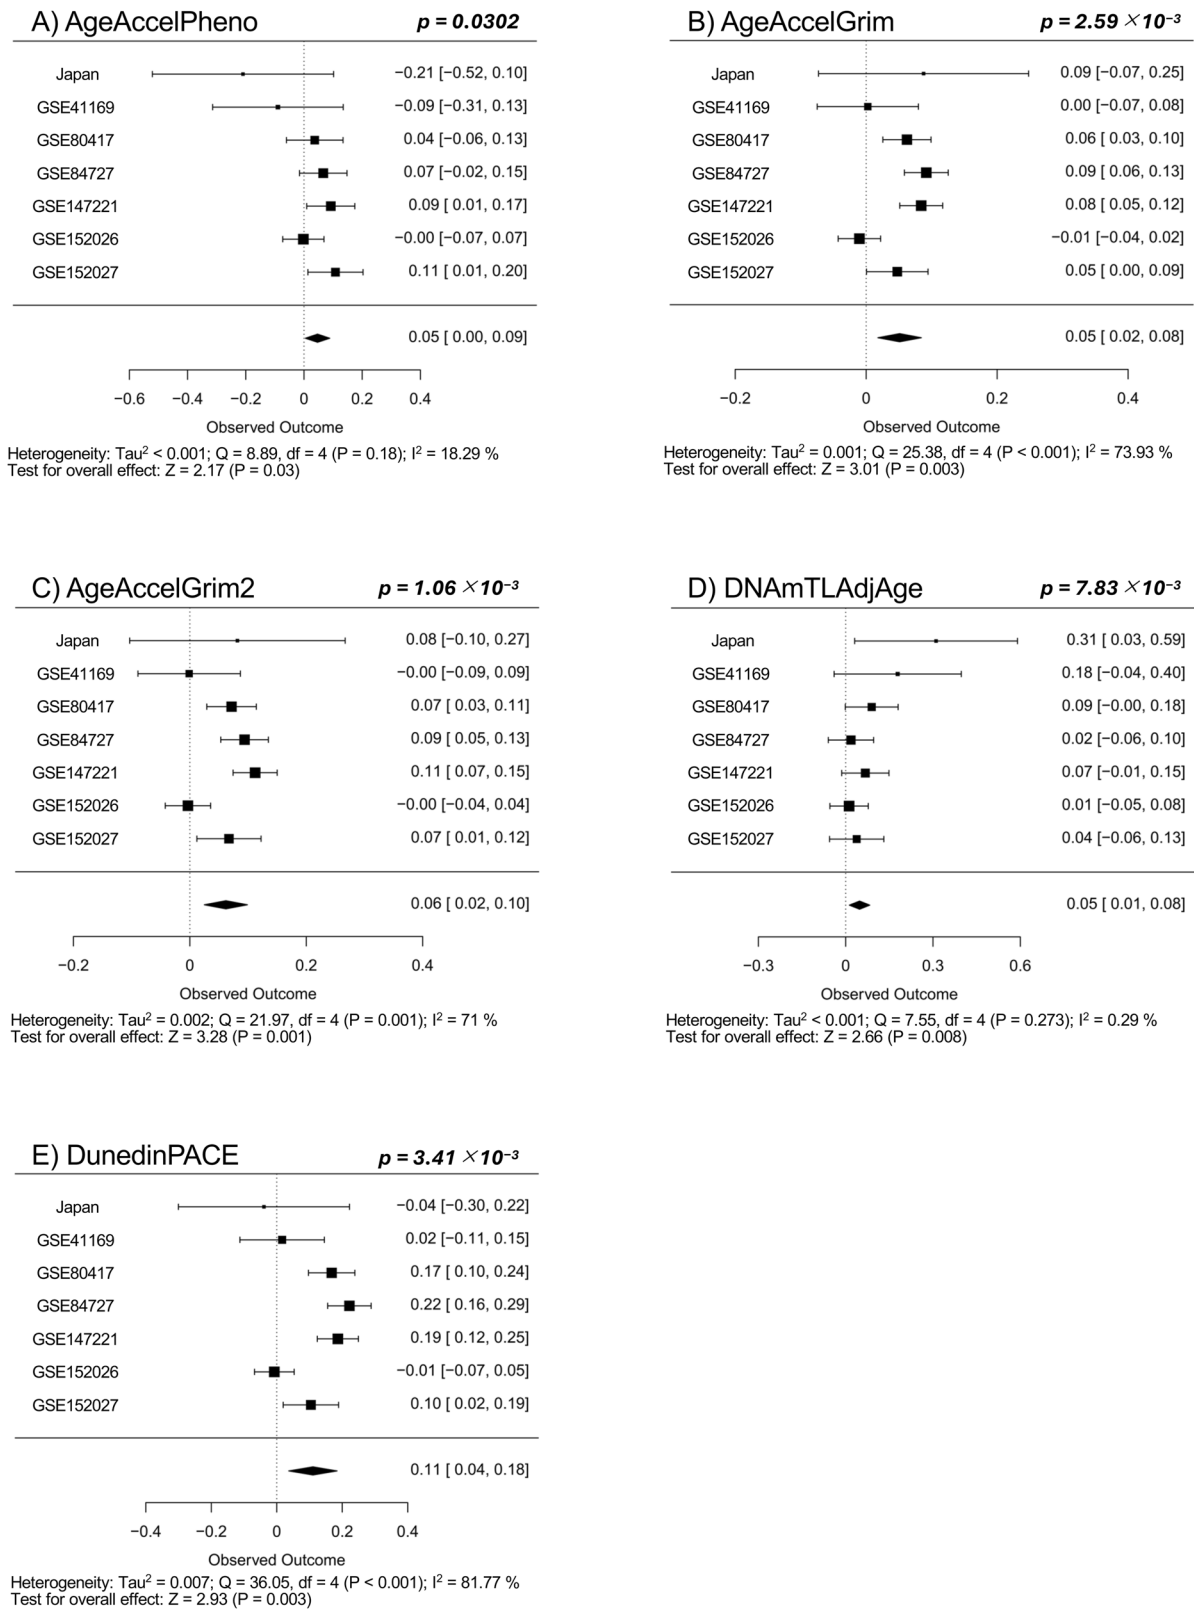 A) AgeAccelPheno p = 0.0302
Japan −0.21 [−0.52, 0.10]
GSE41169 −0.09 [−0.31, 0.13]
GSE80417 0.04 [−0.06, 0.13]
GSE84727 0.07 [−0.02, 0.15]
GSE147221 0.09 [ 0.01, 0.17]
GSE152026 −0.00 [−0.07, 0.07]
GSE152027 0.11 [ 0.01, 0.20]
0.05 [ 0.00, 0.09]
−0.6 −0.4 −0.2 0 0.2 0.4
Observed Outcome
Heterogeneity: Tau² < 0.001; Q = 8.89, df = 4 (P = 0.18); I² = 18.29 %
Test for overall effect: Z = 2.17 (P = 0.03)
B) AgeAccelGrim p = 2.59 ×10⁻³
Japan 0.09 [−0.07, 0.25]
GSE41169 0.00 [−0.07, 0.08]
GSE80417 0.06 [ 0.03, 0.10]
GSE84727 0.09 [ 0.06, 0.13]
GSE147221 0.08 [ 0.05, 0.12]
GSE152026 −0.01 [−0.04, 0.02]
GSE152027 0.05 [ 0.00, 0.09]
0.05 [ 0.02, 0.08]
−0.2 0 0.2 0.4
Observed Outcome
Heterogeneity: Tau² = 0.001; Q = 25.38, df = 4 (P < 0.001); I² = 73.93 %
Test for overall effect: Z = 3.01 (P = 0.003)
C) AgeAccelGrim2 p = 1.06 ×10⁻³
Japan 0.08 [−0.10, 0.27]
GSE41169 −0.00 [−0.09, 0.09]
GSE80417 0.07 [ 0.03, 0.11]
GSE84727 0.09 [ 0.05, 0.13]
GSE147221 0.11 [ 0.07, 0.15]
GSE152026 −0.00 [−0.04, 0.04]
GSE152027 0.07 [ 0.01, 0.12]
0.06 [ 0.02, 0.10]
−0.2 0 0.2 0.4
Observed Outcome
Heterogeneity: Tau² = 0.002; Q = 21.97, df = 4 (P = 0.001); I² = 71 %
Test for overall effect: Z = 3.28 (P = 0.001)
D) DNAmTLAdjAge p = 7.83 ×10⁻³
Japan 0.31 [ 0.03, 0.59]
GSE41169 0.18 [−0.04, 0.40]
GSE80417 0.09 [−0.00, 0.18]
GSE84727 0.02 [−0.06, 0.10]
GSE147221 0.07 [−0.01, 0.15]
GSE152026 0.01 [−0.05, 0.08]
GSE152027 0.04 [−0.06, 0.13]
0.05 [ 0.01, 0.08]
−0.3 0 0.3 0.6
Observed Outcome
Heterogeneity: Tau² < 0.001; Q = 7.55, df = 4 (P = 0.273); I² = 0.29 %
Test for overall effect: Z = 2.66 (P = 0.008)
E) DunedinPACE p = 3.41 ×10⁻³
Japan −0.04 [−0.30, 0.22]
GSE41169 0.02 [−0.11, 0.15]
GSE80417 0.17 [ 0.10, 0.24]
GSE84727 0.22 [ 0.16, 0.29]
GSE147221 0.19 [ 0.12, 0.25]
GSE152026 −0.01 [−0.07, 0.05]
GSE152027 0.10 [ 0.02, 0.19]
0.11 [ 0.04, 0.18]
−0.4 −0.2 0 0.2 0.4
Observed Outcome
Heterogeneity: Tau² = 0.007; Q = 36.05, df = 4 (P < 0.001); I² = 81.77 %
Test for overall effect: Z = 2.93 (P = 0.003)